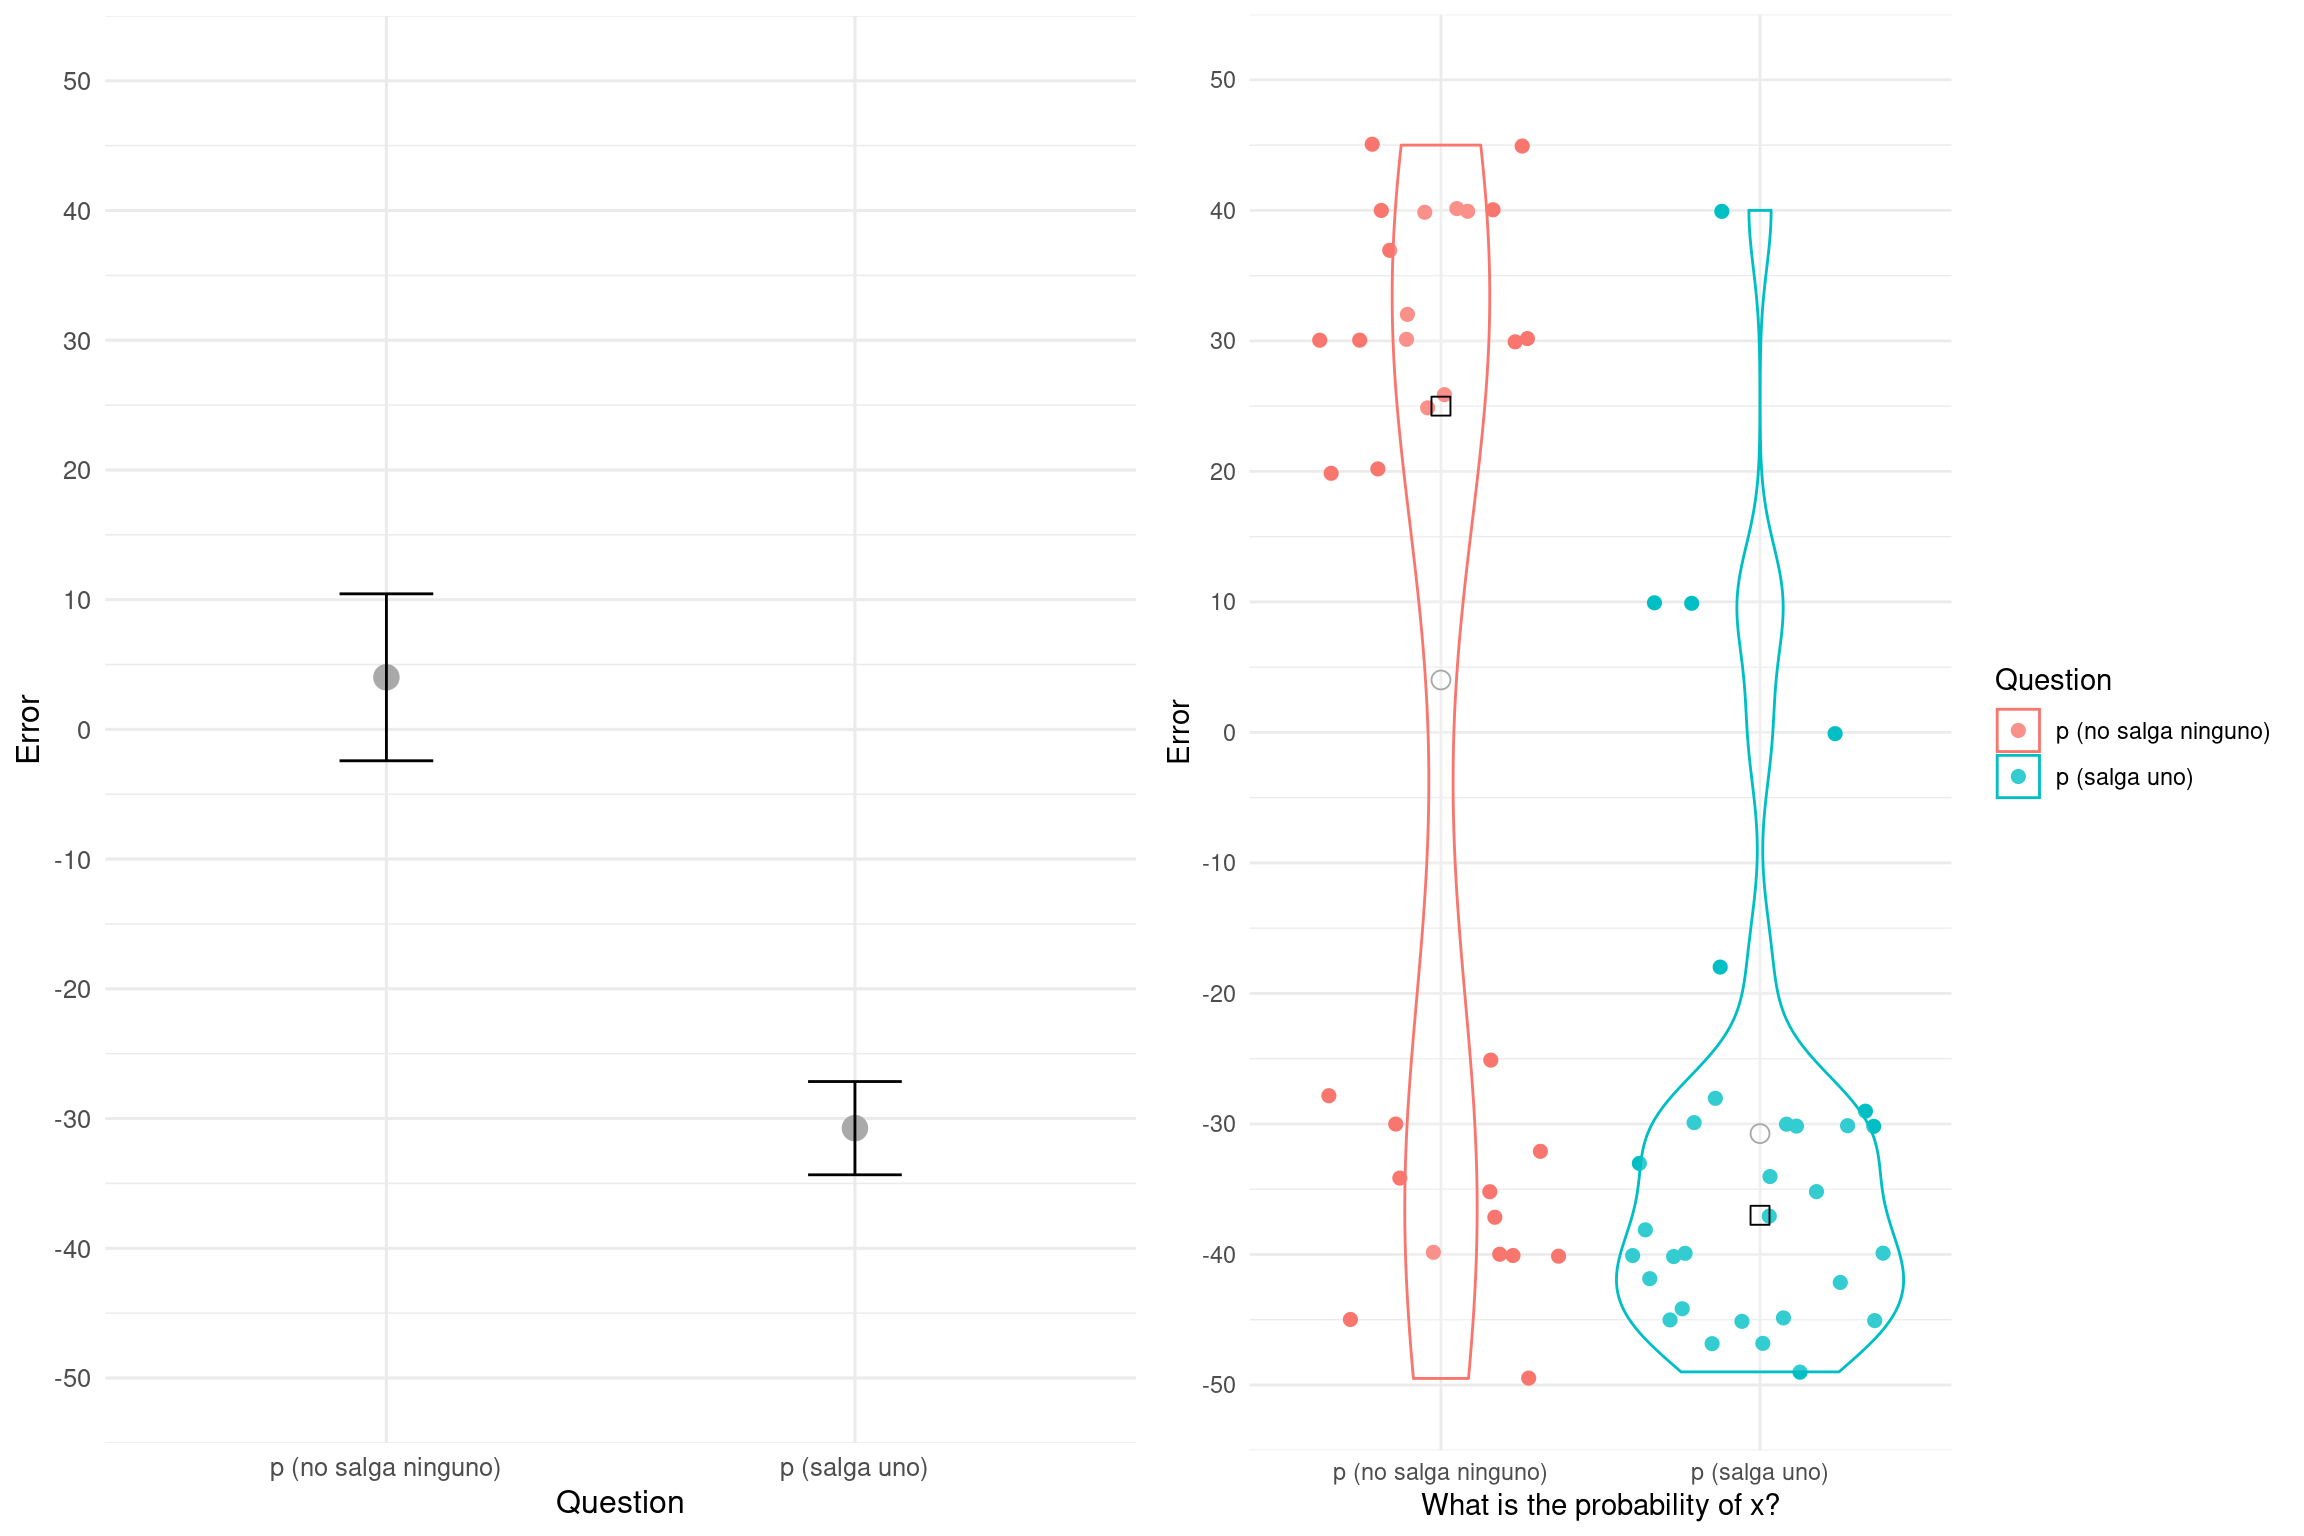 50
40
30
20
10
0
-10
-20
-30
-40
-50
Error
p (no salga ninguno)
p (salga uno)
Question
50
40
30
20
10
0
-10
-20
-30
-40
-50
Error
p (no salga ninguno)
p (salga uno)
What is the probability of x?
Question
p (no salga ninguno)
p (salga uno)